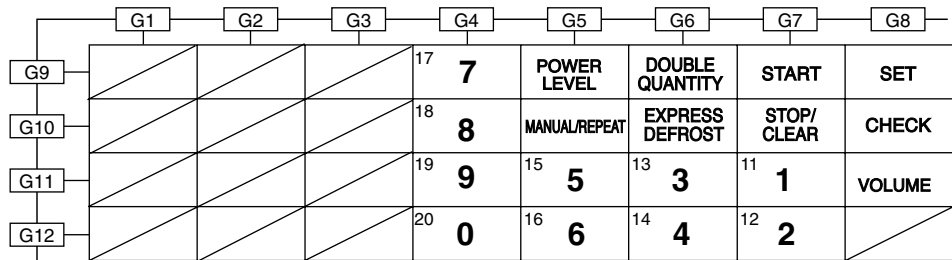 G1 G2 G3 G4 G5 G6 G7 G8
G9 17 7 POWER LEVEL DOUBLE QUANTITY START SET
G10 18 8 MANUAL/REPEAT EXPRESS DEFROST STOP/ CLEAR CHECK
G11 19 9 15 5 13 3 11 1 VOLUME
G12 20 0 16 6 14 4 12 2